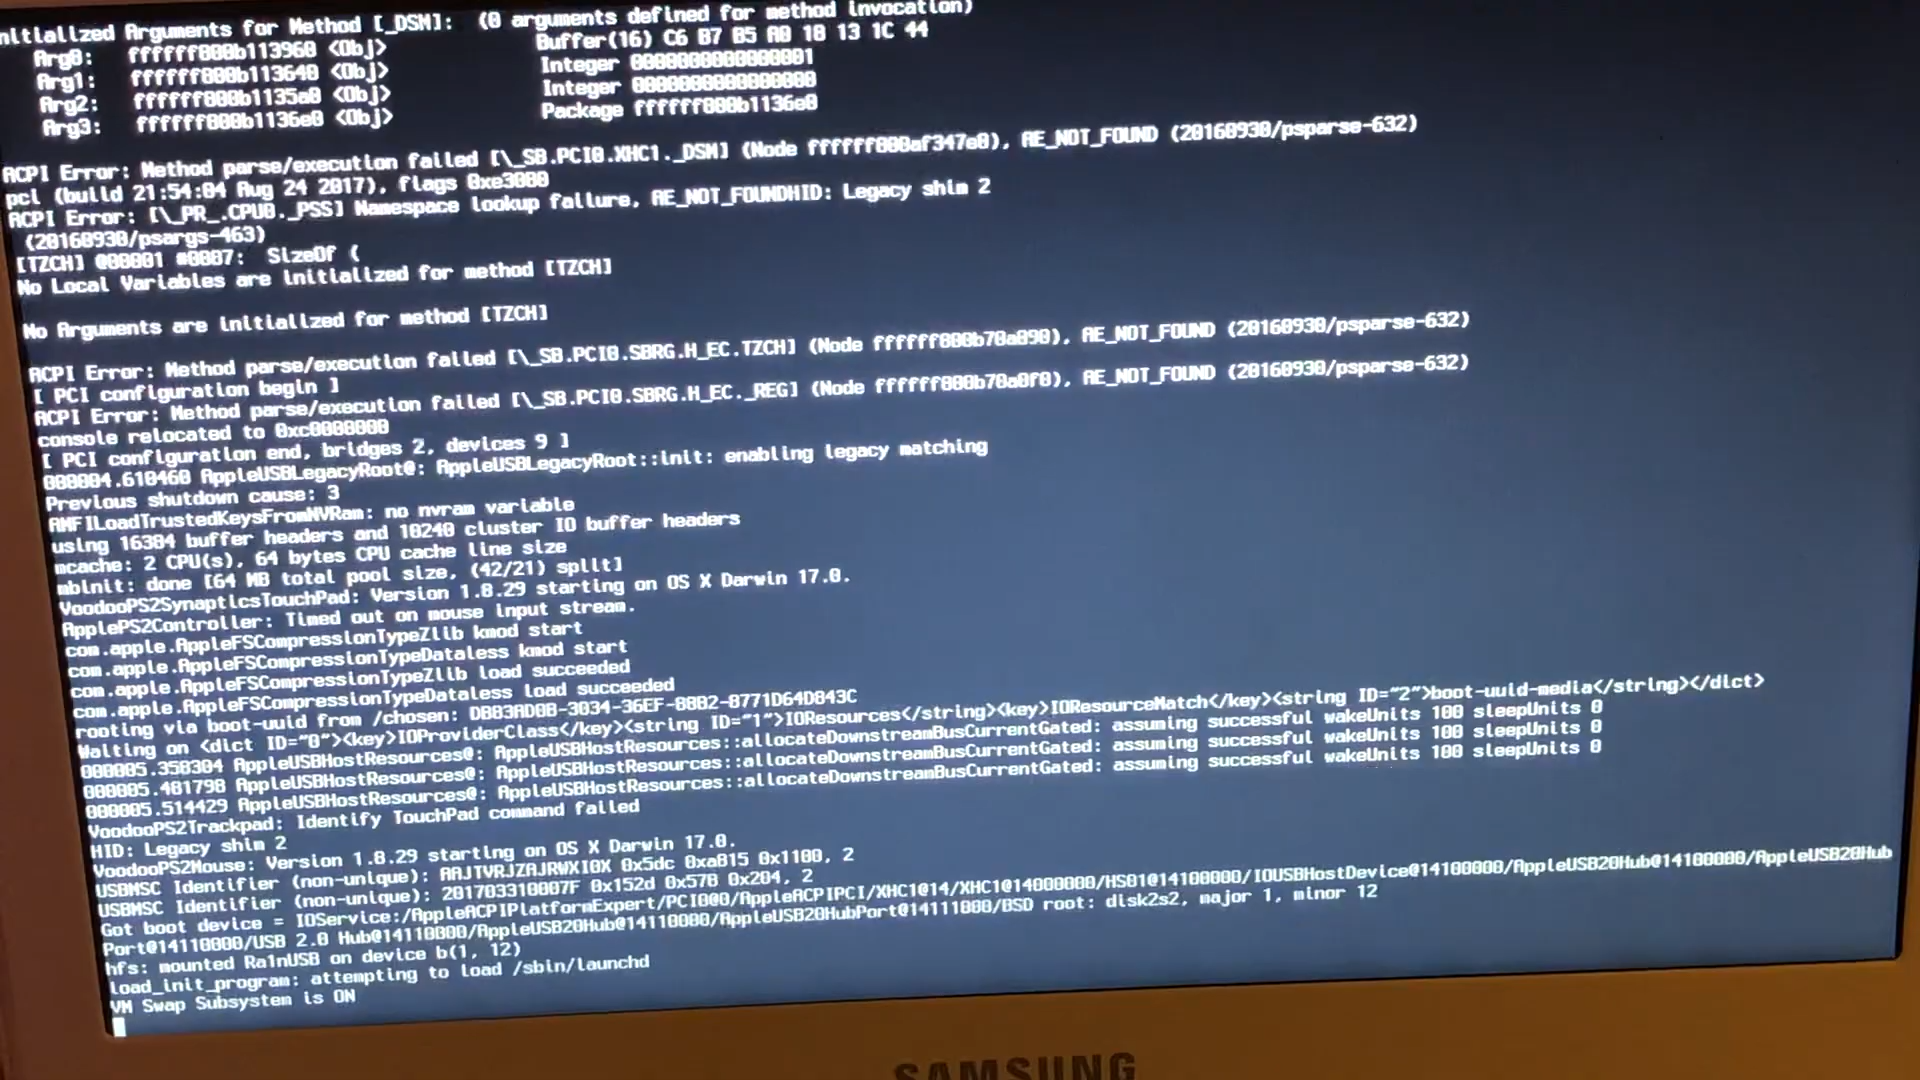 nitialized Arguments for Method [_DSM]:  (0 arguments defined for method invocation)
Arg0:   ffffff800b113960 <Obj>   Buffer(16) C6 B7 B5 A0 18 13 1C 44
Arg1:   ffffff800b113640 <Obj>   Integer 0000000000000001
Arg2:   ffffff800b1135a0 <Obj>   Integer 0000000000000000
Arg3:   ffffff800b1136e0 <Obj>   Package ffffff800b1136e0
ACPI Error: Method parse/execution failed [\_SB.PCI0.XHC1._DSM] (Node ffffff800af347e0), AE_NOT_FOUND (20160930/psparse-632)
pci (build 21:54:04 Aug 24 2017), flags 0xe3080
ACPI Error: [\_PR_.CPU0._PSS] Namespace lookup failure, AE_NOT_FOUNDHID: Legacy shim 2
(20160930/psargs-463)
[TZCH] @00001 #0087:  SizeOf (
No Local Variables are initialized for method [TZCH]
No Arguments are initialized for method [TZCH]
ACPI Error: Method parse/execution failed [\_SB.PCI0.SBRG.H_EC.TZCH] (Node ffffff800b70a890), AE_NOT_FOUND (20160930/psparse-632)
[ PCI configuration begin ]
ACPI Error: Method parse/execution failed [\_SB.PCI0.SBRG.H_EC._REG] (Node ffffff800b70a0f0), AE_NOT_FOUND (20160930/psparse-632)
console relocated to 0xc0000000
[ PCI configuration end, bridges 2, devices 9 ]
000004.610460 AppleUSBLegacyRoot@: AppleUSBLegacyRoot::init: enabling legacy matching
Previous shutdown cause: 3
AMFILoadTrustedKeysFromNVRam: no nvram variable
using 16384 buffer headers and 10240 cluster IO buffer headers
mcache: 2 CPU(s), 64 bytes CPU cache line size
mbinit: done [64 MB total pool size, (42/21) split]
VoodooPS2SynapticsTouchPad: Version 1.8.29 starting on OS X Darwin 17.0.
ApplePS2Controller: Timed out on mouse input stream.
com.apple.AppleFSCompressionTypeZlib kmod start
com.apple.AppleFSCompressionTypeDataless kmod start
com.apple.AppleFSCompressionTypeZlib load succeeded
com.apple.AppleFSCompressionTypeDataless load succeeded
rooting via boot-uuid from /chosen: DB83AD0B-3034-36EF-88B2-8771D64D843C
Waiting on <dict ID="0"><key>IOProviderClass</key><string ID="1">IOResources</string><key>IOResourceMatch</key><string ID="2">boot-uuid-media</string></dict>
000005.350304 AppleUSBHostResources@: AppleUSBHostResources::allocateDownstreamBusCurrentGated: assuming successful wakeUnits 100 sleepUnits 0
000005.401798 AppleUSBHostResources@: AppleUSBHostResources::allocateDownstreamBusCurrentGated: assuming successful wakeUnits 100 sleepUnits 0
000005.514429 AppleUSBHostResources@: AppleUSBHostResources::allocateDownstreamBusCurrentGated: assuming successful wakeUnits 100 sleepUnits 0
VoodooPS2Trackpad: Identify TouchPad command failed
HID: Legacy shim 2
VoodooPS2Mouse: Version 1.8.29 starting on OS X Darwin 17.0.
USBMSC Identifier (non-unique): AAJTVRJZAJRWXI0X 0x5dc 0xa815 0x1100, 2
USBMSC Identifier (non-unique): 201703310007F 0x152d 0x578 0x204, 2
Got boot device = IOService:/AppleACPIPlatformExpert/PCI0@0/AppleACPIPCI/XHC1@14/XHC1@14000000/HS01@14100000/IOUSBHostDevice@14100000/AppleUSB20Hub@14100000/AppleUSB20Hub
Port@14110000/USB 2.0 Hub@14110000/AppleUSB20Hub@14110000/AppleUSB20HubPort@14111000/BSD root: disk2s2, major 1, minor 12
hfs: mounted Ra1nUSB on device b(1, 12)
load_init_program: attempting to load /sbin/launchd
VM Swap Subsystem is ON
SAMSUNG